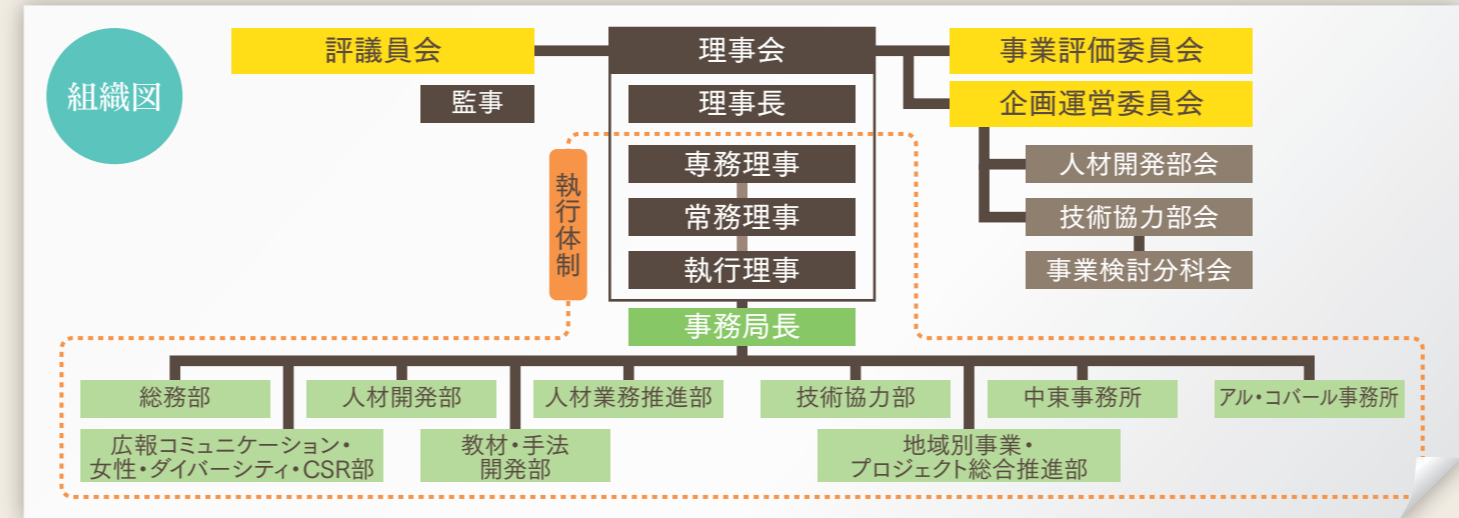 組織図
評議員会
理事会
事業評価委員会
監事
理事長
企画運営委員会
執行体制
専務理事
人材開発部会
常務理事
技術協力部会
執行理事
事業検討分科会
事務局長
総務部
人材開発部
人材業務推進部
技術協力部
中東事務所
アル・コバール事務所
広報コミュニケーション・
女性・ダイバーシティ・CSR部
教材・手法
開発部
地域別事業・
プロジェクト総合推進部